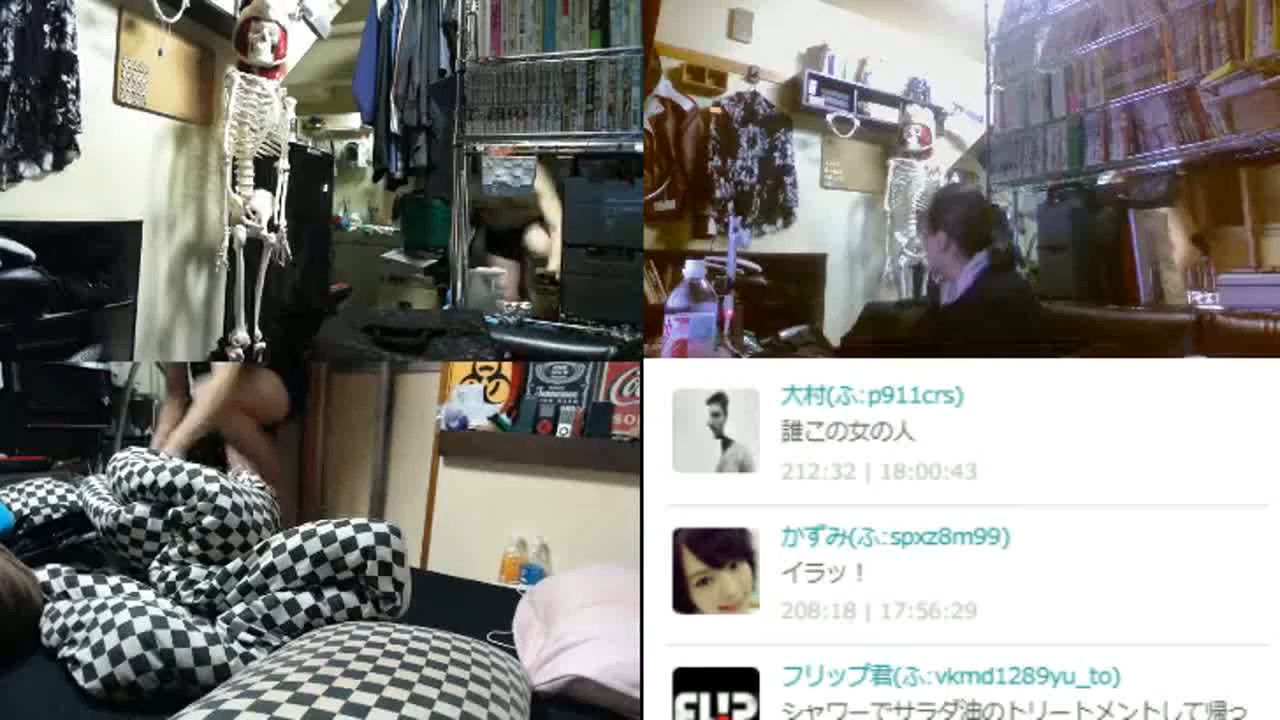 大村(ふ:p911crs)
誰この女の人
212:32 | 18:00:43
かずみ(ふ:spxz8m99)
イラッ！
208:18 | 17:56:29
フリップ君(ふ:vkmd1289yu_to)
シャワーでサラダ油のトリートメントして帰っ
FLIP